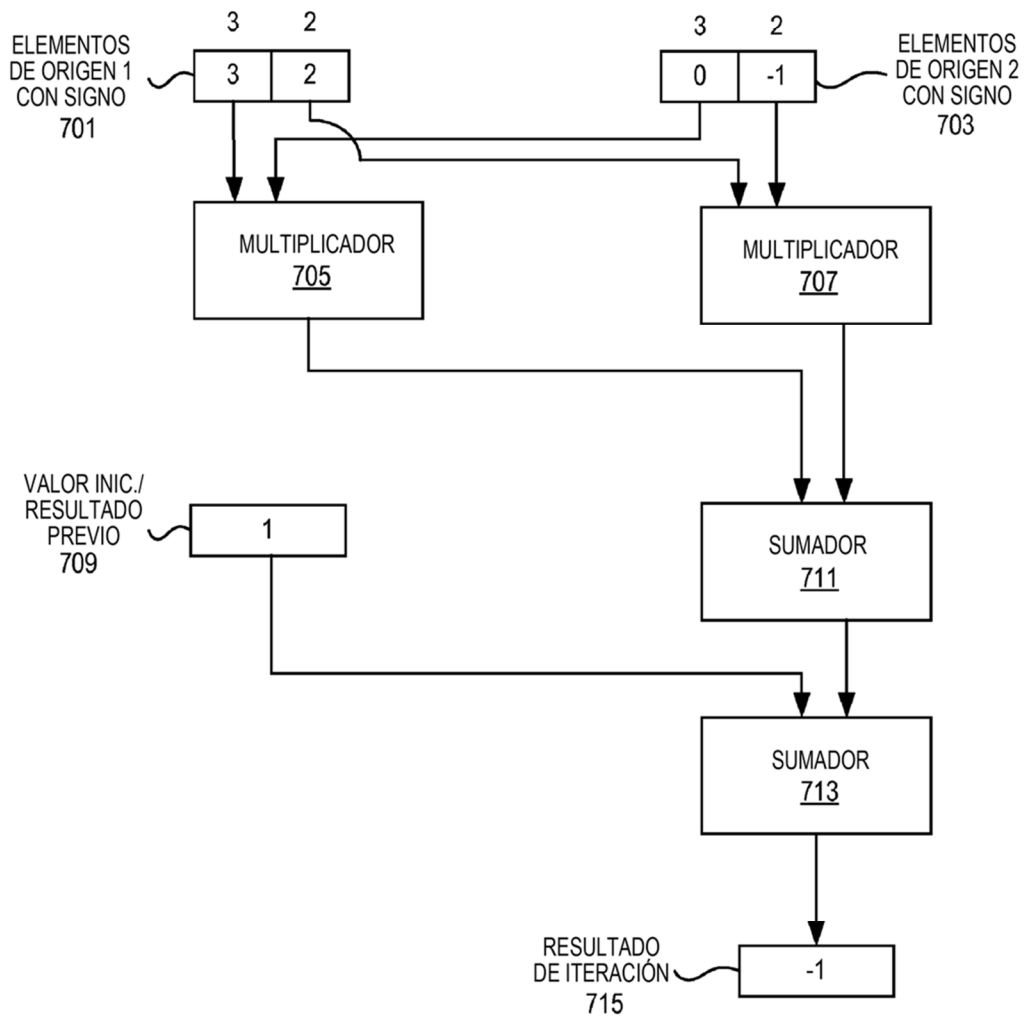 3 2
3 2
ELEMENTOS
DE ORIGEN 1
CON SIGNO
701
3 2
0 -1
ELEMENTOS
DE ORIGEN 2
CON SIGNO
703
MULTIPLICADOR
705
MULTIPLICADOR
707
VALOR INIC./
RESULTADO
PREVIO
709
1
SUMADOR
711
SUMADOR
713
RESULTADO
DE ITERACIÓN
715
-1